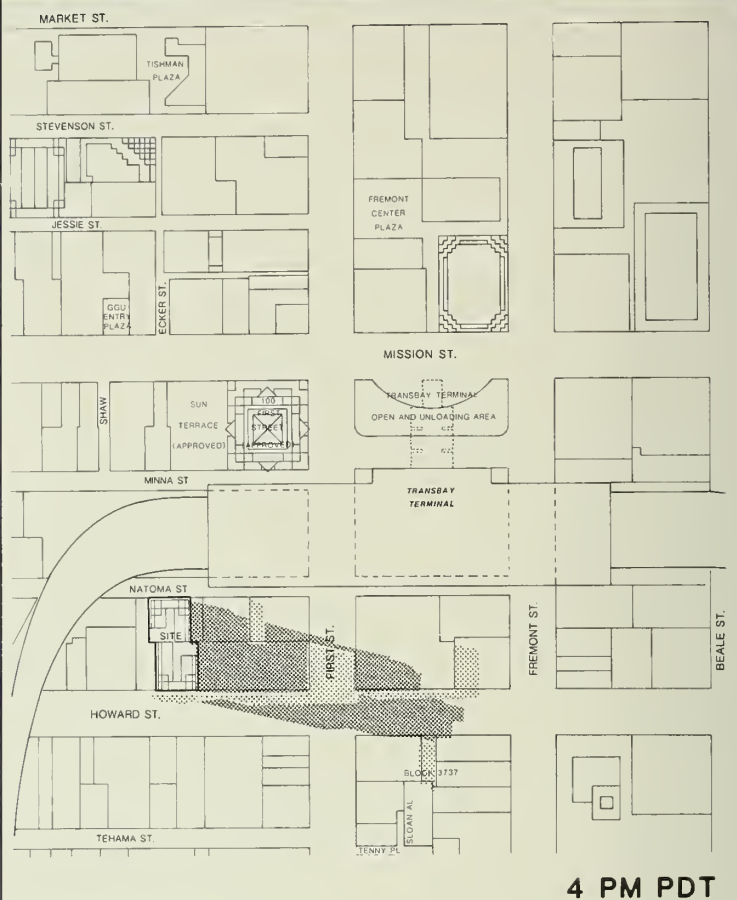 MARKET ST.
TISHMAN
PLAZA
STEVENSON ST.
JESSIE ST.
FREMONT
CENTER
PLAZA
GGU
ENTRY
PLAZA
ECKER ST.
MISSION ST.
SHAW
SUN
TERRACE
(APPROVED)
100
FIRST
STREET
(APPROVED)
TRANSBAY TERMINAL
OPEN AND UNLOADING AREA
MINNA ST
TRANSBAY
TERMINAL
NATOMA ST
SITE
FIRST ST.
FREMONT ST.
BEALE ST.
HOWARD ST.
BLOCK 3737
SLOAN AL
TEHAMA ST.
TENNY PL
4 PM PDT